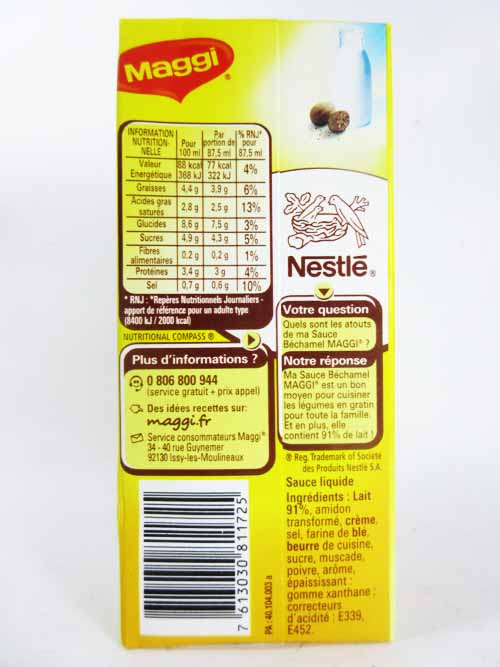 Maggi®
INFORMATION NUTRITION- NELLE | Pour 100 ml | Par portion de 87,5 ml | % RNJ* pour 87,5 ml
Valeur Energétique | 88 kcal 368 kJ | 77 kcal 322 kJ | 4%
Graisses | 4,4 g | 3,9 g | 6%
Acides gras saturés | 2,8 g | 2,5 g | 13%
Glucides | 8,6 g | 7,5 g | 3%
Sucres | 4,9 g | 4,3 g | 5%
Fibres alimentaires | 0,2 g | 0,2 g | 1%
Protéines | 3,4 g | 3 g | 4%
Sel | 0,7 g | 0,6 g | 10%
* RNJ : "Repères Nutritionnels Journaliers -
apport de référence pour un adulte type
(8400 kJ / 2000 kcal)
NUTRITIONAL COMPASS ®
Plus d'informations ?
0 806 800 944
(service gratuit + prix appel)
Des idées recettes sur:
maggi.fr
Service consommateurs Maggi®
34 - 40 rue Guynemer
92130 Issy-les-Moulineaux
7 613030 811725
PA : 40.104.003 a
Nestlé®
Votre question
Quels sont les atouts
de ma Sauce
Béchamel MAGGI® ?
Notre réponse
Ma Sauce Béchamel
MAGGI® est un bon
moyen pour cuisiner
les légumes en gratin
pour toute la famille.
Et en plus, elle
contient 91% de lait !
® Reg. Trademark of Société
des Produits Nestlé S.A.
Sauce liquide
Ingrédients : Lait
91%, amidon
transformé, crème,
sel, farine de blé,
beurre de cuisine,
sucre, muscade,
poivre, arôme,
épaississant :
gomme xanthane ;
correcteurs
d'acidité : E339,
E452.